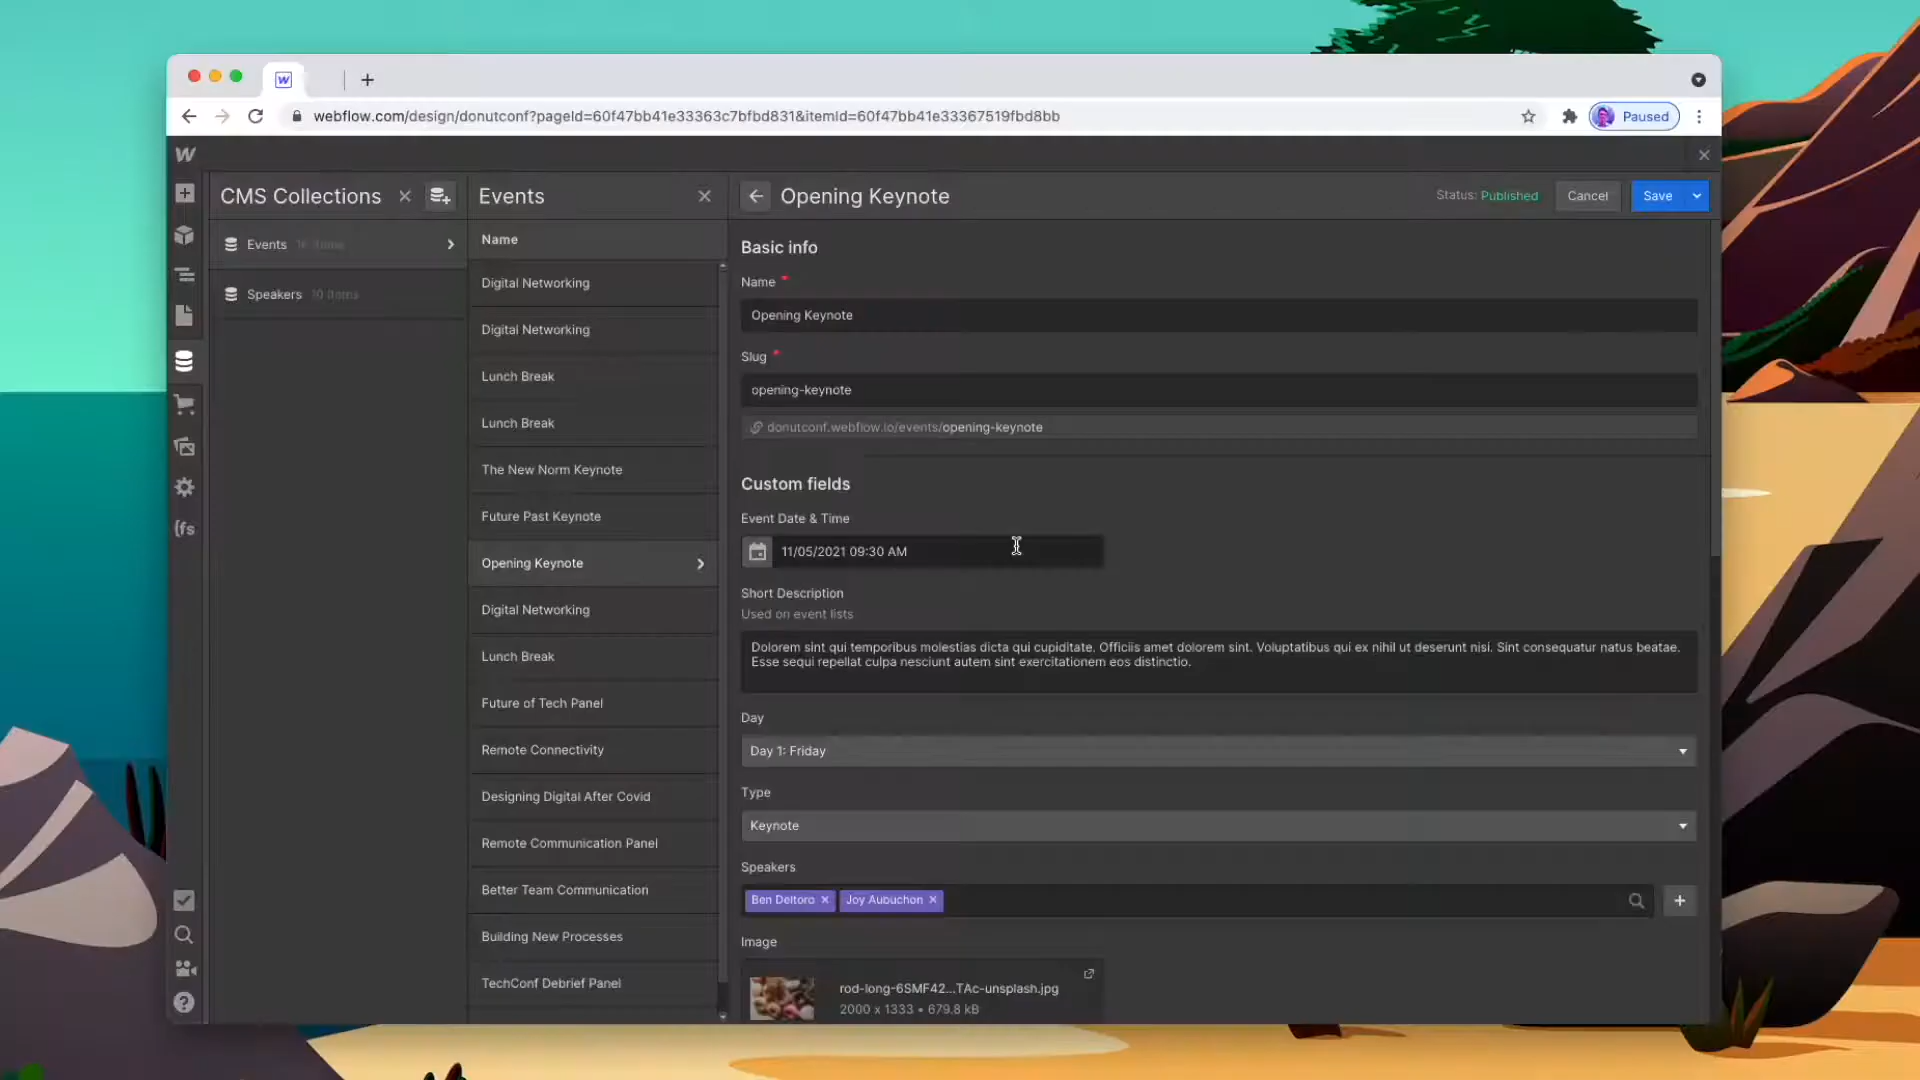 webflow.com/design/donutconf?pageId=60f47bb41e33363c7bfbd831&itemId=60f47bb41e33367519fbd8bb
Paused
CMS Collections
Events 16 items
Speakers 10 items
Events
Name
Digital Networking
Digital Networking
Lunch Break
Lunch Break
The New Norm Keynote
Future Past Keynote
Opening Keynote
Digital Networking
Lunch Break
Future of Tech Panel
Remote Connectivity
Designing Digital After Covid
Remote Communication Panel
Better Team Communication
Building New Processes
TechConf Debrief Panel
Opening Keynote
Status: Published
Cancel
Save
Basic info
Name *
Opening Keynote
Slug *
opening-keynote
donutconf.webflow.io/events/opening-keynote
Custom fields
Event Date & Time
11/05/2021 09:30 AM
Short Description
Used on event lists
Dolorem sint qui temporibus molestias dicta qui cupiditate. Officiis amet dolorem sint. Voluptatibus qui ex nihil ut deserunt nisi. Sint consequatur natus beatae.
Esse sequi repellat culpa nesciunt autem sint exercitationem eos distinctio.
Day
Day 1: Friday
Type
Keynote
Speakers
Ben Deltoro
Joy Aubuchon
Image
rod-long-6SMF42...TAc-unsplash.jpg
2000 x 1333 • 679.8 kB
{fs